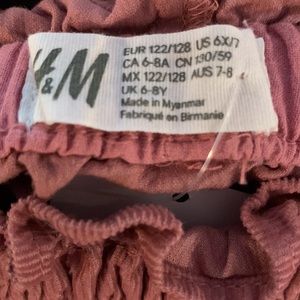 H&M
EUR 122/128 US 6X/7
CA 6-8A CN 130/59
MX 122/128 AUS 7-8
UK 6-8Y
Made in Myanmar
Fabriqué en Birmanie